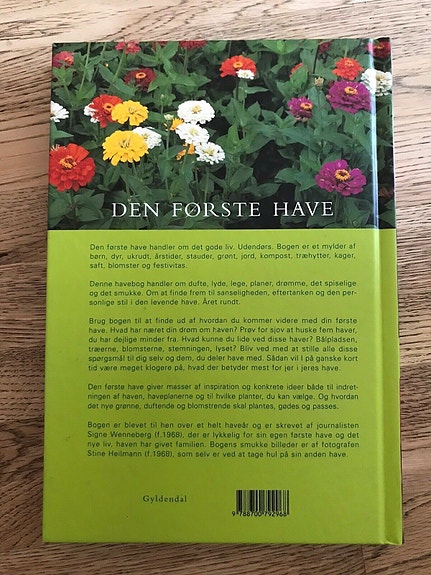 DEN FØRSTE HAVE
Den første have handler om det gode liv. Udendørs. Bogen er et mylder af
børn, dyr, ukrudt, årstider, stauder, grønt, jord, kompost, træhytter, kager,
saft, blomster og festivitas.
Denne havebog handler om dufte, lyde, lege, planer, drømme, det spiselige
og det smukke. Om at finde frem til sanseligheden, eftertanken og den per-
sonlige stil i den levende have. Året rundt.
Brug bogen til at finde ud af hvordan du kommer videre med din egen
have. Hvad har næret din drøm om haven? Prøv for sjov at huske fem haver,
du har dejlige minder fra. Hvad kunne du lide ved disse haver? Bålpladsen,
træerne, blomsterne, stemningen, lyset? Bliv ved med at stille alle disse
spørgsmål til dig selv og dem, du deler have med. Sådan vil I på ganske kort
tid være meget klogere på, hvad der betyder mest for jer i jeres have.
Den første have giver masser af inspiration og konkrete ideer både til indret-
ningen af haven, haveplanerne og til hvilke planter, du kan vælge. Og hvordan
det nye grønne, duftende og blomstrende skal plantes, gødes og passes.
Bogen er blevet til hen over et helt haveår og er skrevet af journalisten
Signe Wenneberg (f.1968), der er lykkelig for sin egen første have og det
nye liv, haven har givet familien. Bogens smukke billeder er af fotografen
Stine Heilmann (f.1968), som selv er ved at tage hul på sin anden have.
Gyldendal
9 788700 792968